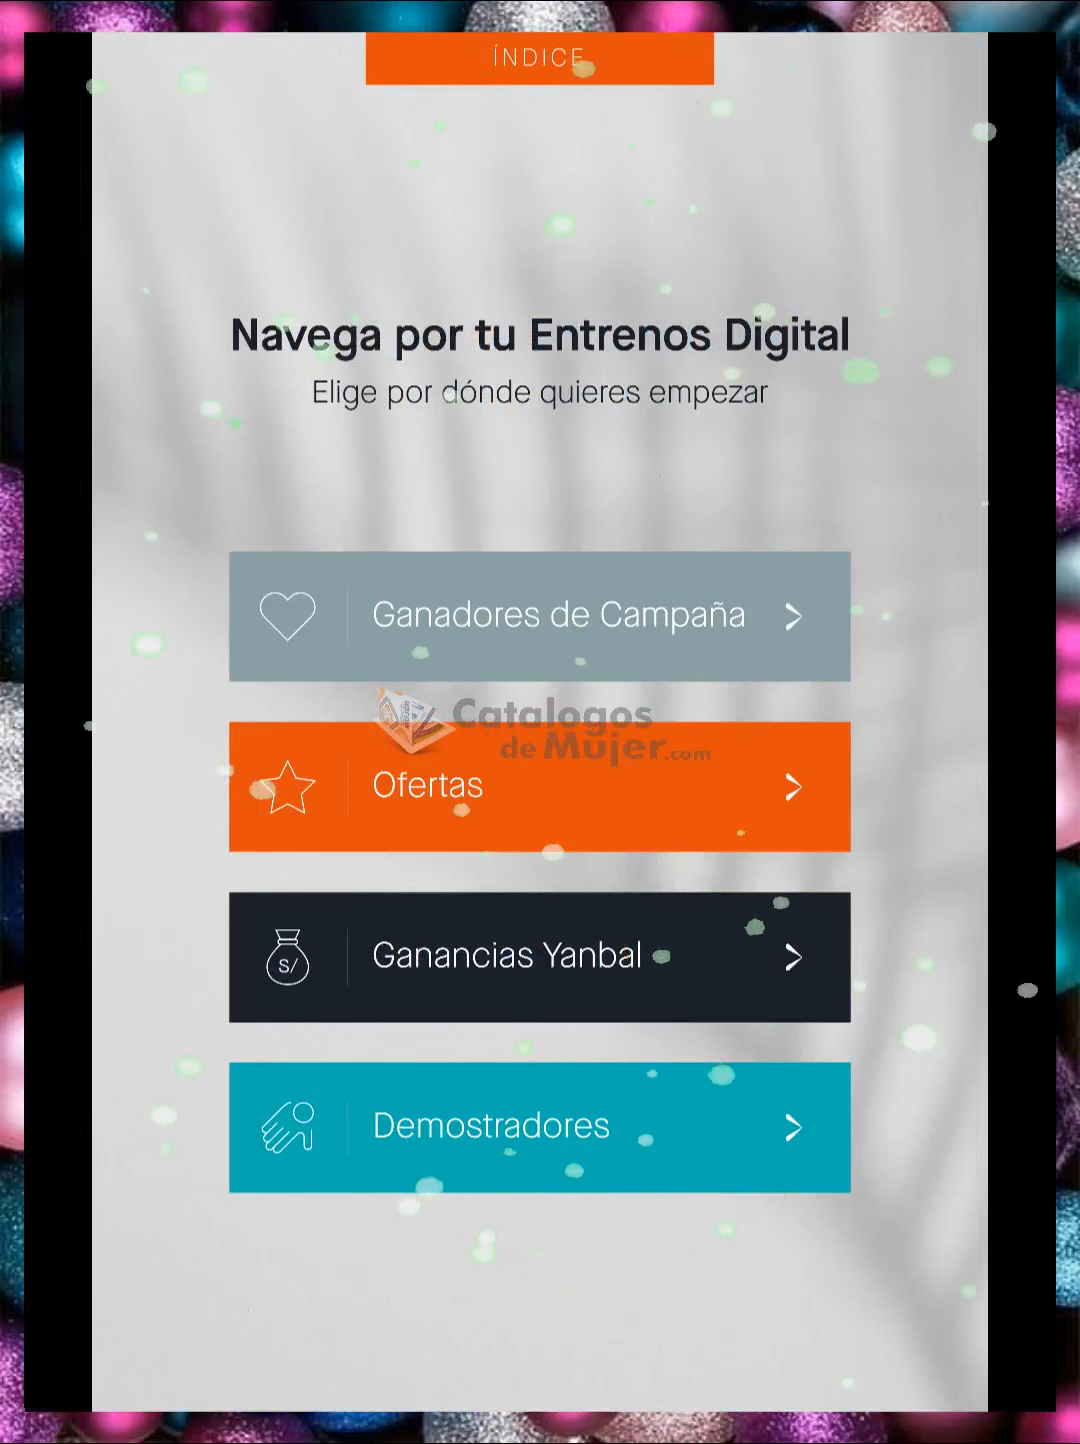 ÍNDICE
Navega por tu Entrenos Digital
Elige por dónde quieres empezar
Ganadores de Campaña
Catalogos
de Mujer.com
Ofertas
S/
Ganancias Yanbal
Demostradores